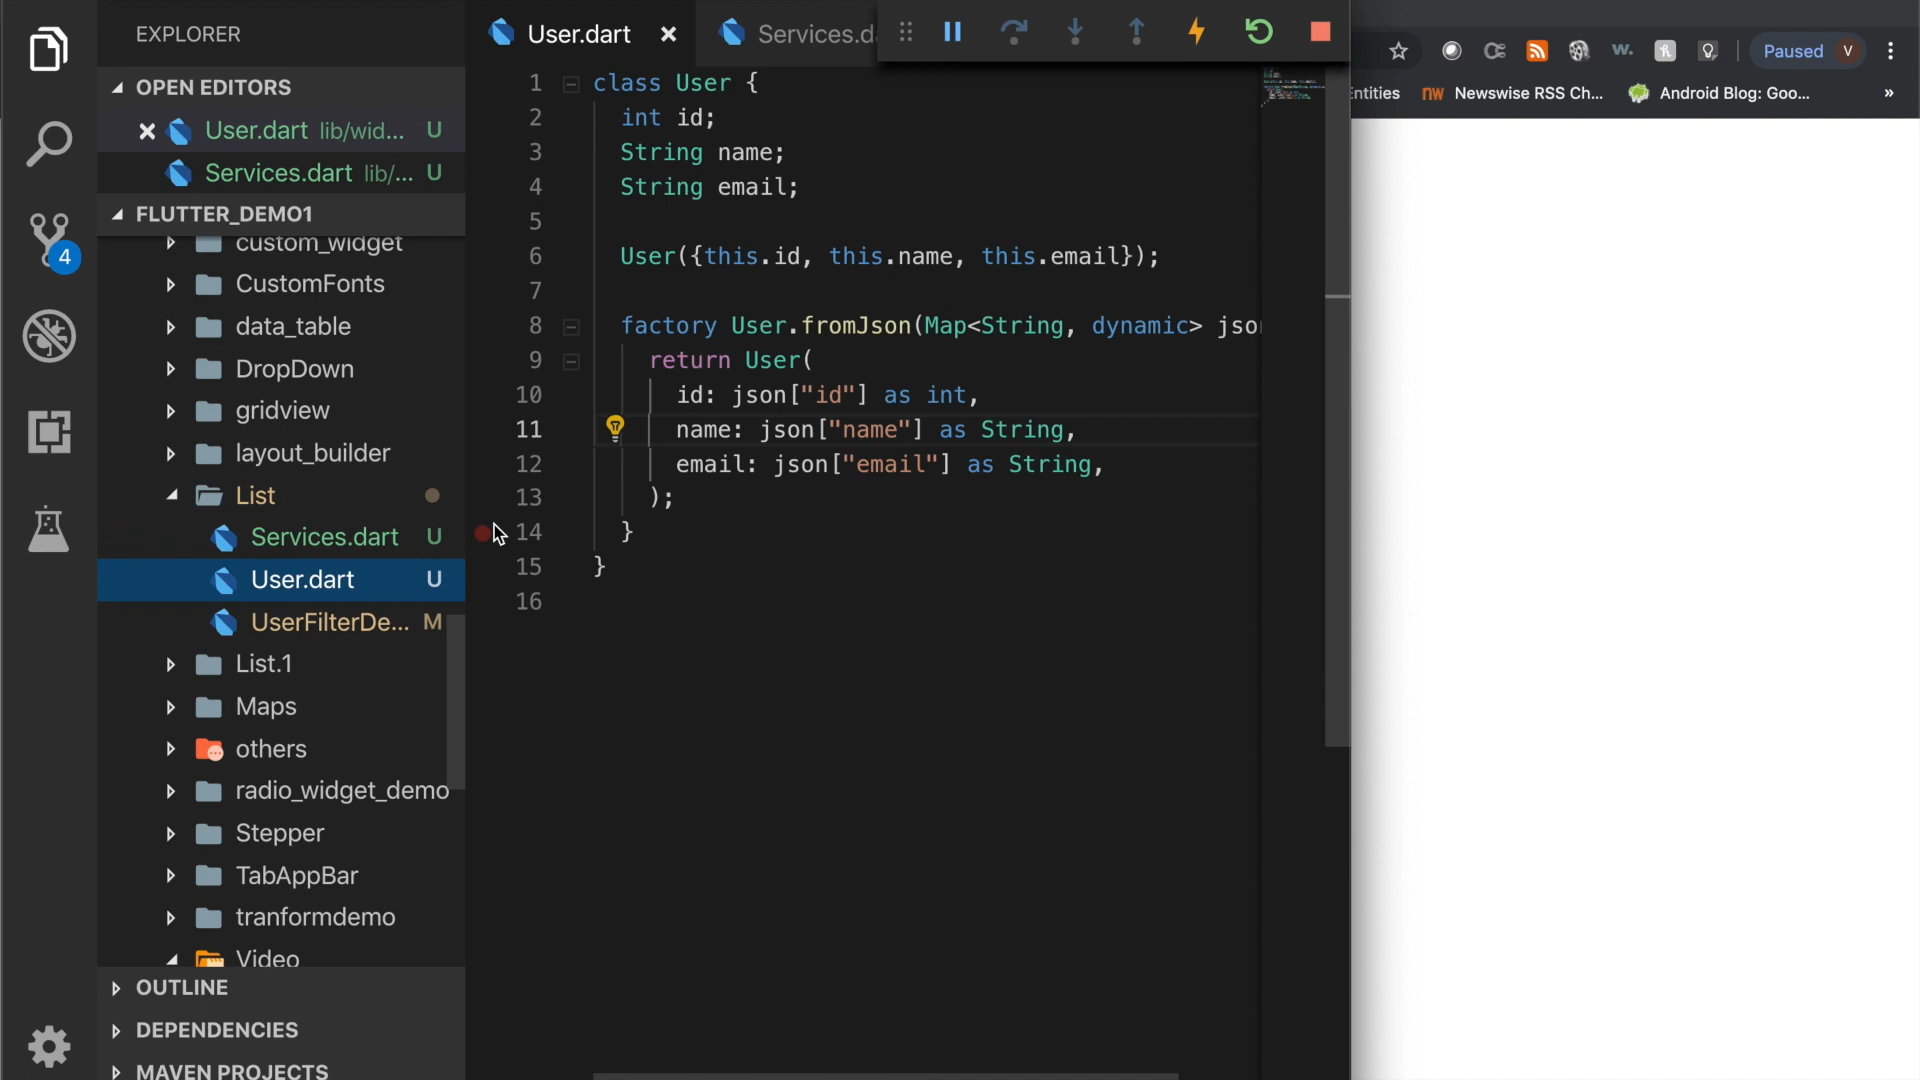 EXPLORER
OPEN EDITORS
User.dart lib/wid... U
Services.dart lib/... U
FLUTTER_DEMO1
custom_widget
CustomFonts
data_table
DropDown
gridview
layout_builder
List
Services.dart U
User.dart U
UserFilterDe... M
List.1
Maps
others
radio_widget_demo
Stepper
TabAppBar
tranformdemo
Video
OUTLINE
DEPENDENCIES
MAVEN PROJECTS
4
User.dart
Services.d
1 class User {
2 int id;
3 String name;
4 String email;
5
6 User({this.id, this.name, this.email});
7
8 factory User.fromJson(Map<String, dynamic> jso
9 return User(
10 id: json["id"] as int,
11 name: json["name"] as String,
12 email: json["email"] as String,
13 );
14 }
15 }
16
w.
Paused V
Entities
nw Newswise RSS Ch...
Android Blog: Goo...
»